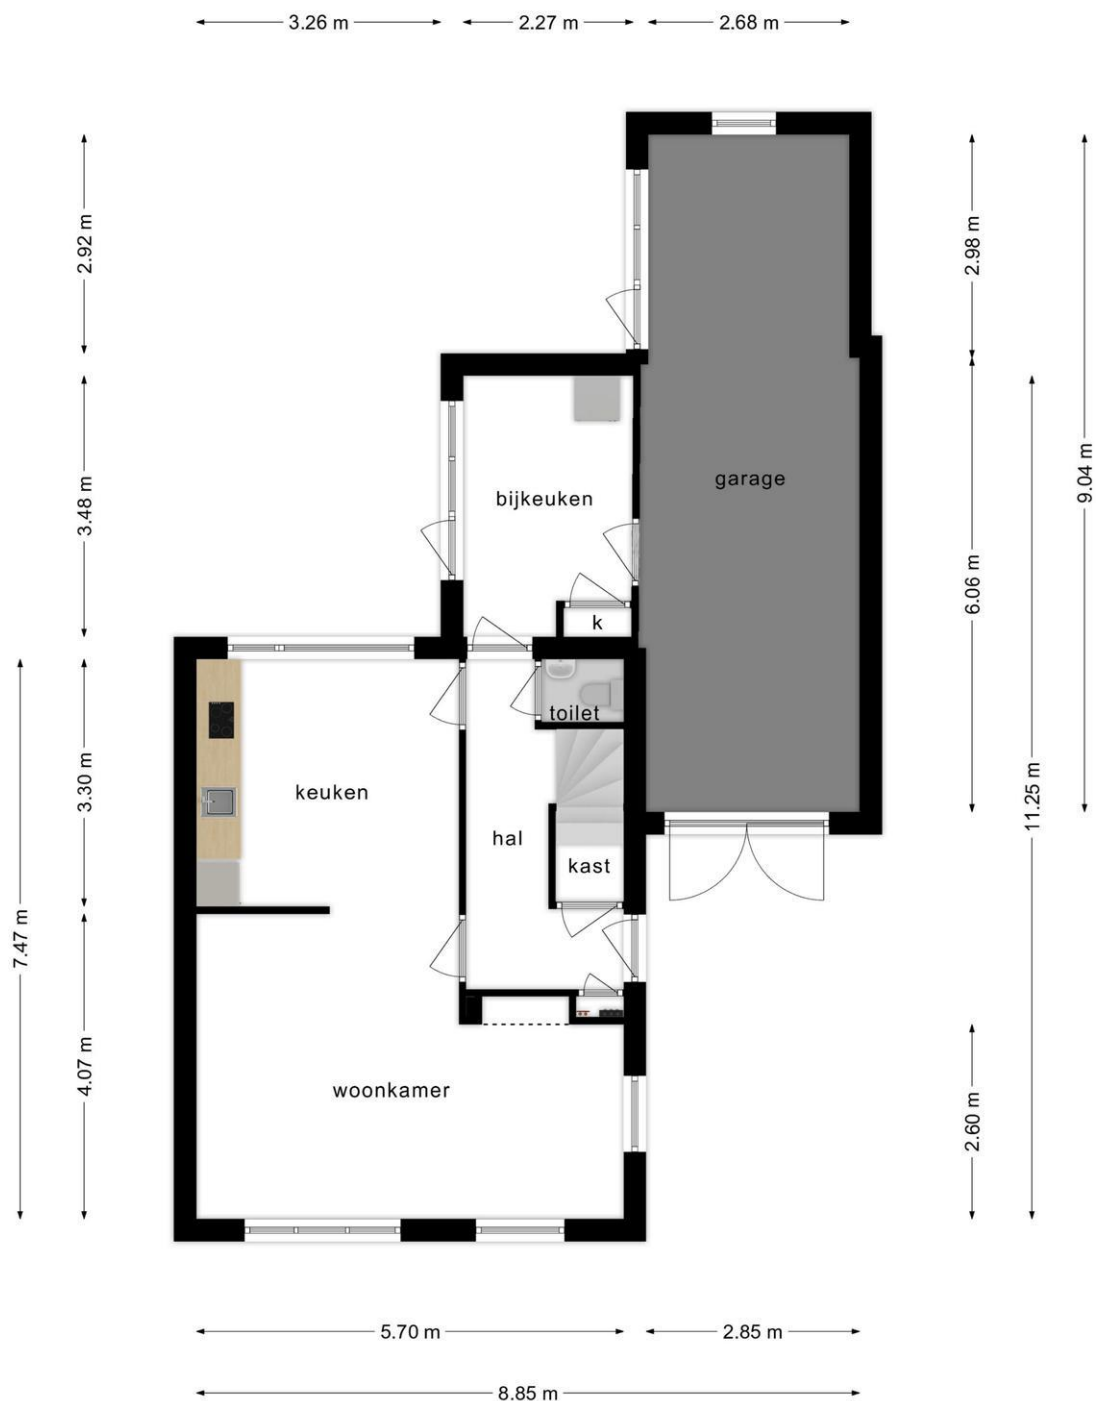 3.26 m
2.27 m
2.68 m
2.92 m
2.98 m
3.48 m
bijkeuken
garage
9.04 m
6.06 m
k
toilet
3.30 m
keuken
hal
11.25 m
kast
7.47 m
4.07 m
woonkamer
2.60 m
5.70 m
2.85 m
8.85 m